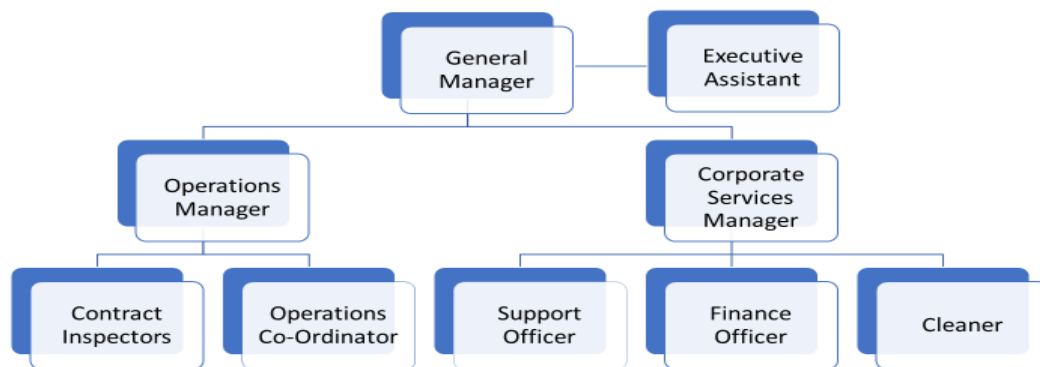 General
Manager
Executive
Assistant
Operations
Manager
Corporate
Services
Manager
Contract
Inspectors
Operations
Co-Ordinator
Support
Officer
Finance
Officer
Cleaner